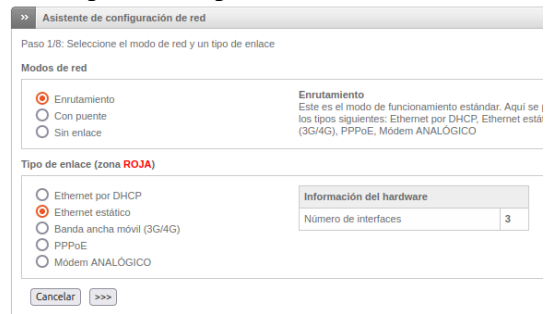 » Asistente de configuración de red
Paso 1/8: Seleccione el modo de red y un tipo de enlace
Modos de red
Enrutamiento
Con puente
Sin enlace
Enrutamiento
Este es el modo de funcionamiento estándar. Aquí se
los tipos siguientes: Ethernet por DHCP, Ethernet
(3G/4G), PPPoE, Módem ANALÓGICO
Tipo de enlace (zona ROJA)
Ethernet por DHCP
Ethernet estático
Banda ancha móvil (3G/4G)
PPPoE
Módem ANALÓGICO
Información del hardware
Número de interfaces 3
Cancelar >>>